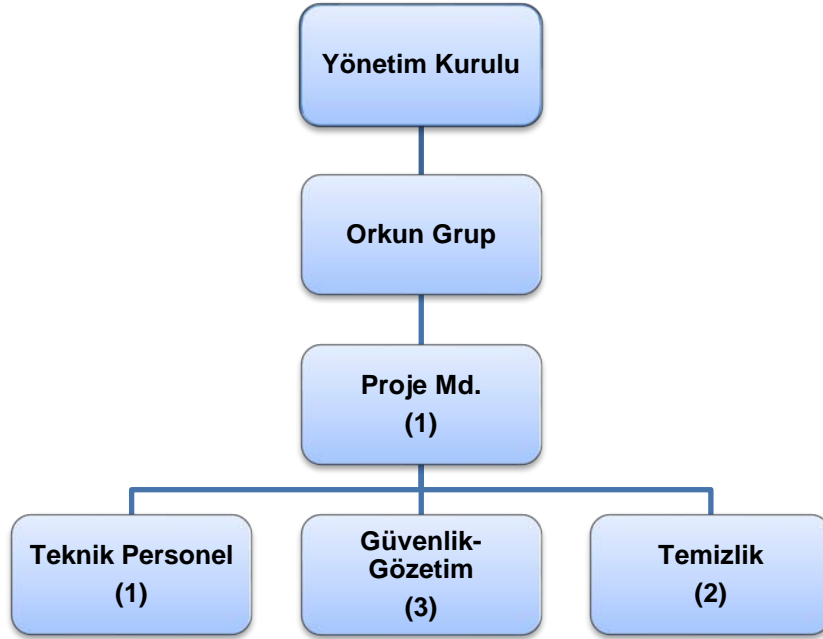 Yönetim Kurulu
Orkun Grup
Proje Md.
(1)
Teknik Personel
(1)
Güvenlik-
Gözetim
(3)
Temizlik
(2)